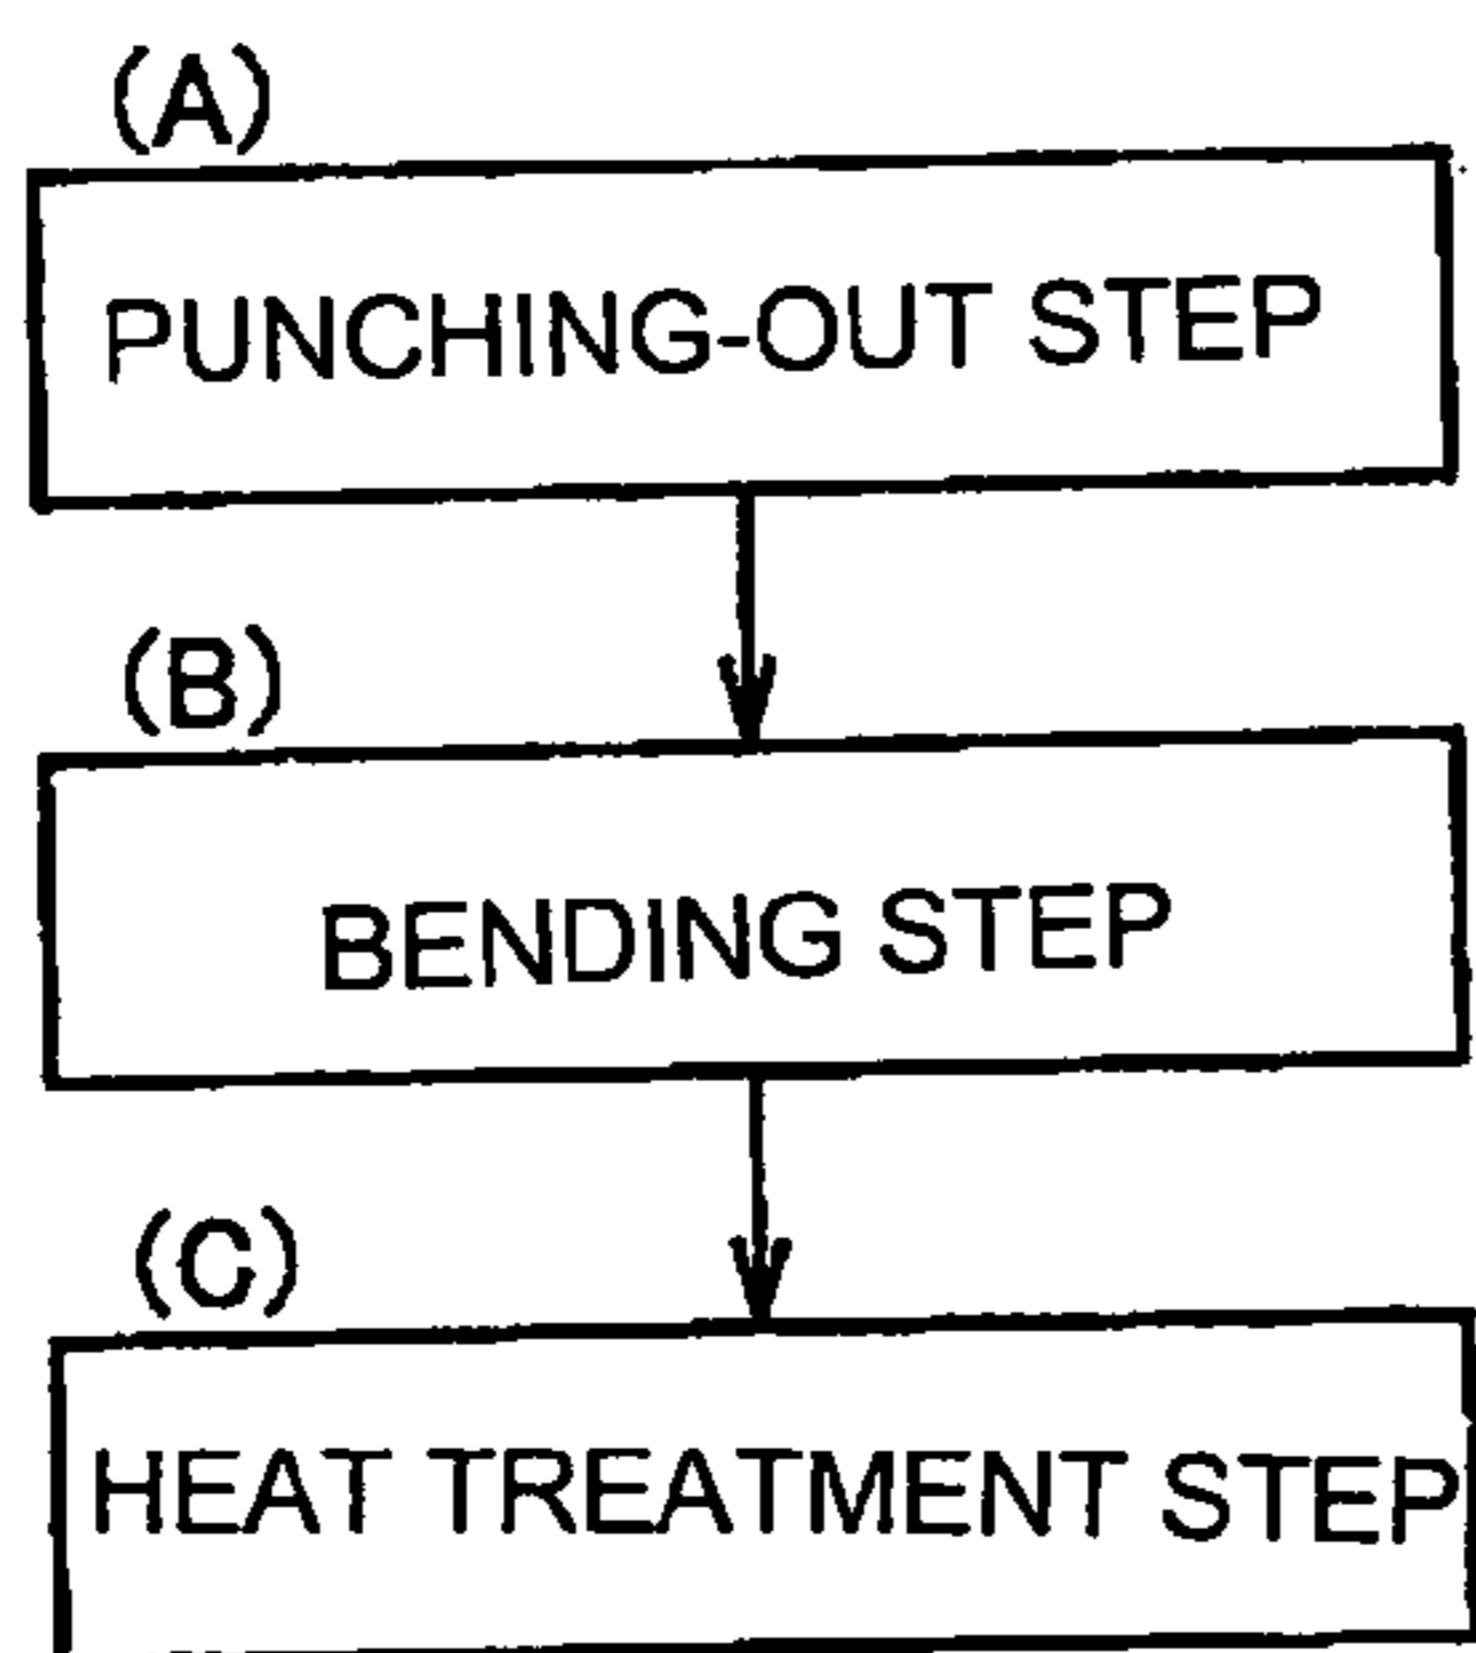 (A)
PUNCHING-OUT STEP
(B)
BENDING STEP
(C)
HEAT TREATMENT STEP